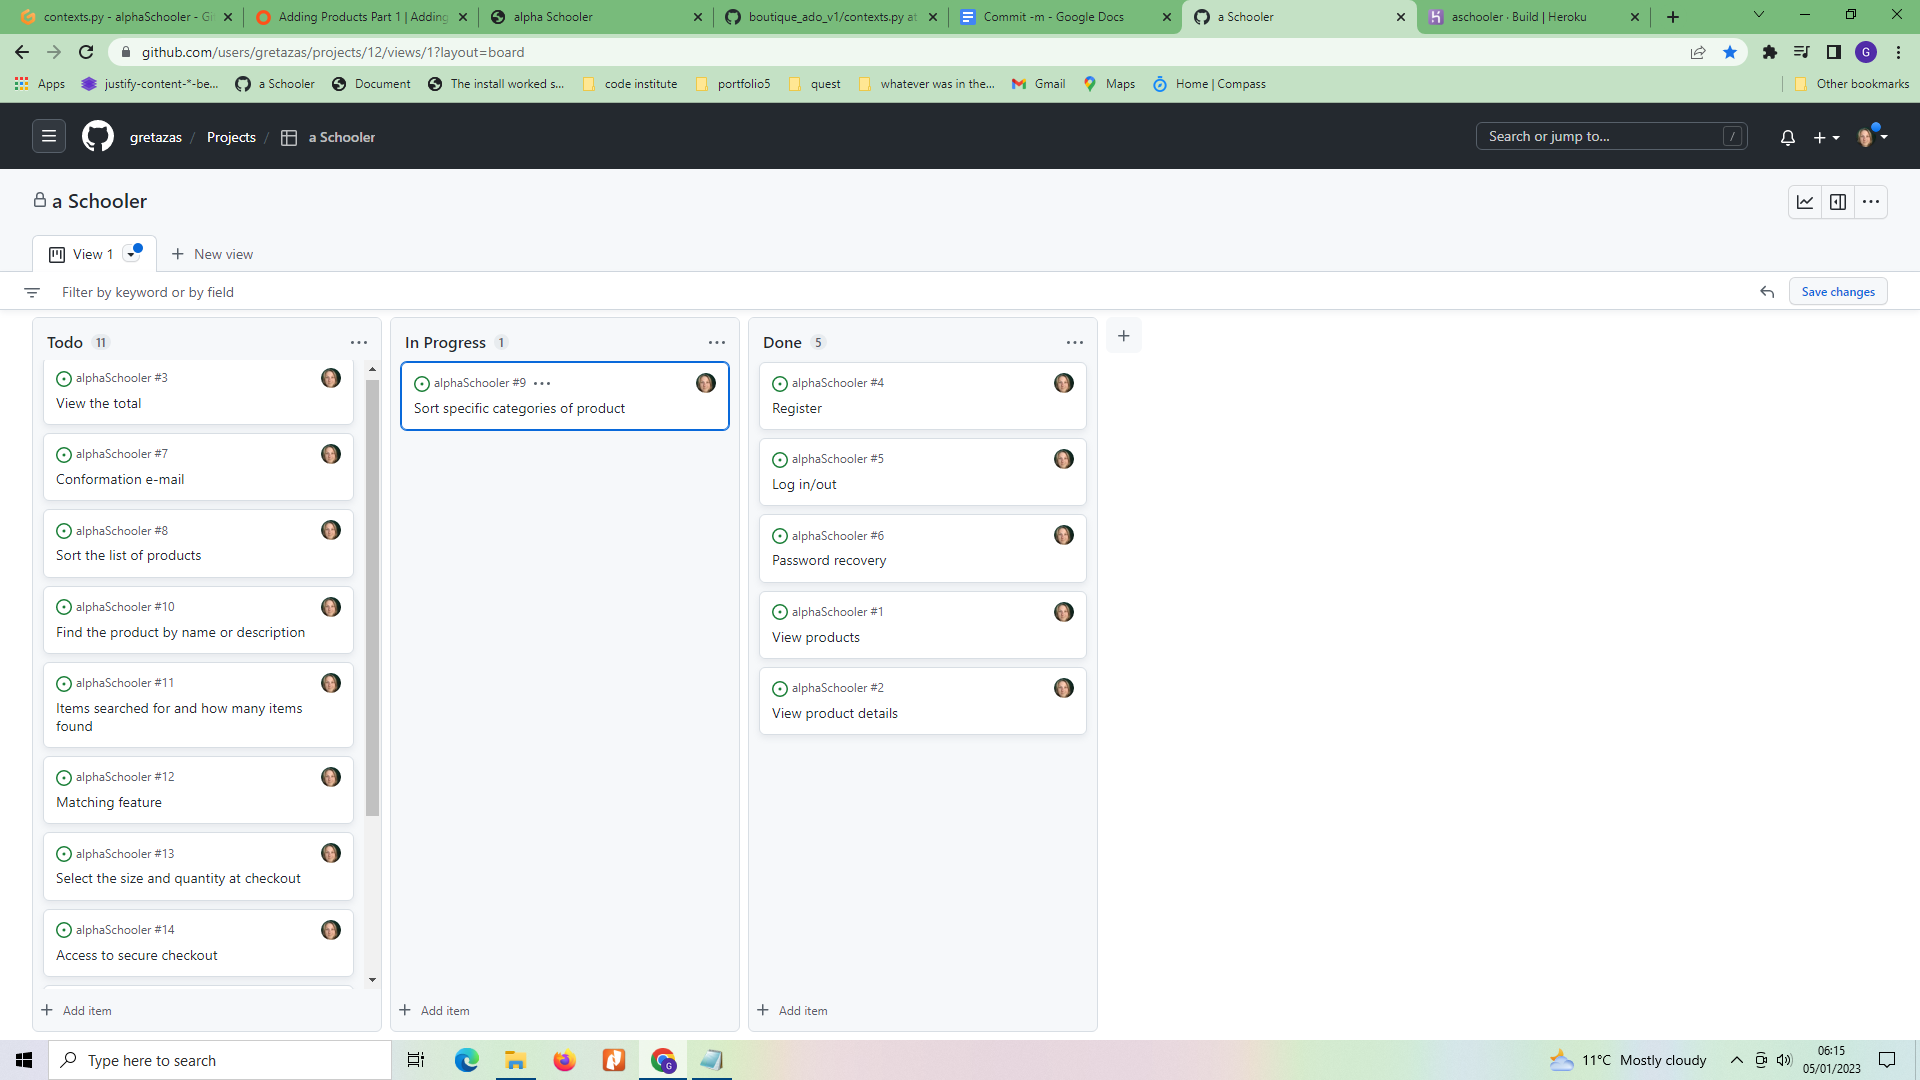 contexts.py - alphaSchooler - Gi
Adding Products Part 1 | Adding
alpha Schooler
boutique_ado_v1/contexts.py at
Commit -m - Google Docs
a Schooler
aschooler · Build | Heroku
github.com/users/gretazas/projects/12/views/1?layout=board
G
Apps
justify-content-*-be...
a Schooler
Document
The install worked s...
code institute
portfolio5
quest
whatever was in the...
Gmail
Maps
Home | Compass
Other bookmarks
gretazas / Projects / a Schooler
Search or jump to... /
a Schooler
View 1
New view
Filter by keyword or by field
Save changes
Todo 11
alphaSchooler #3
View the total
alphaSchooler #7
Conformation e-mail
alphaSchooler #8
Sort the list of products
alphaSchooler #10
Find the product by name or description
alphaSchooler #11
Items searched for and how many items
found
alphaSchooler #12
Matching feature
alphaSchooler #13
Select the size and quantity at checkout
alphaSchooler #14
Access to secure checkout
Add item
In Progress 1
alphaSchooler #9
Sort specific categories of product
Add item
Done 5
alphaSchooler #4
Register
alphaSchooler #5
Log in/out
alphaSchooler #6
Password recovery
alphaSchooler #1
View products
alphaSchooler #2
View product details
Add item
Type here to search
11°C Mostly cloudy
06:15
05/01/2023